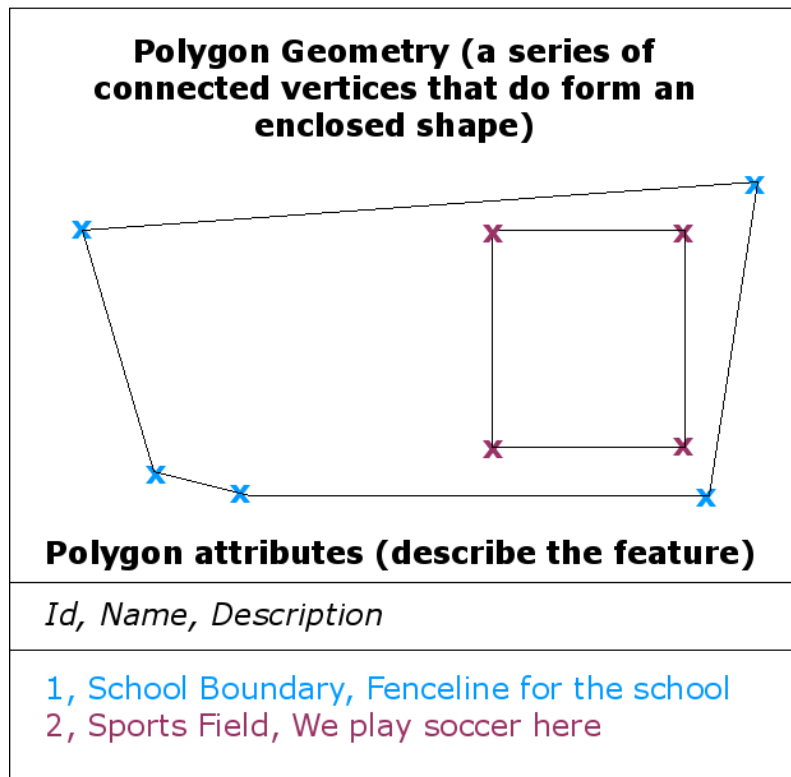 Polygon Geometry (a series of
connected vertices that do form an
enclosed shape)
Polygon attributes (describe the feature)
Id, Name, Description
1, School Boundary, Fenceline for the school
2, Sports Field, We play soccer here